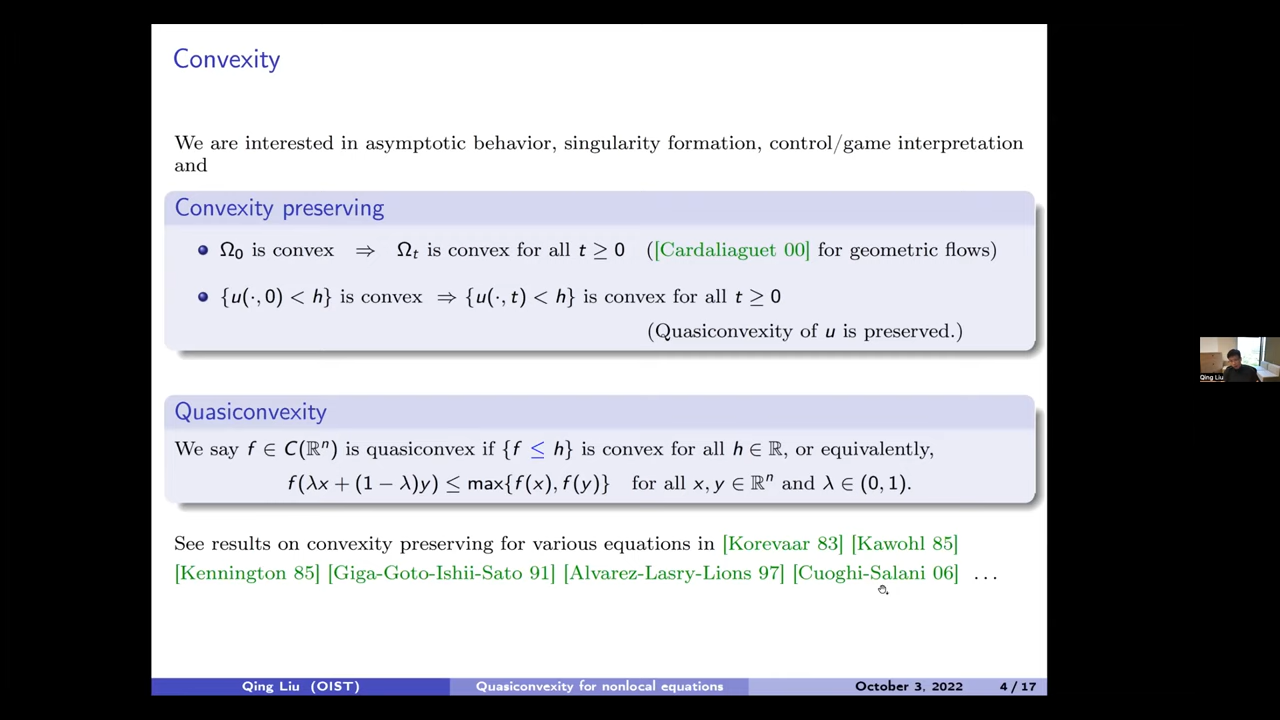 Convexity
We are interested in asymptotic behavior, singularity formation, control/game interpretation
and
Convexity preserving
Ω₀ is convex ⇒ Ωₜ is convex for all t ≥ 0 ([Cardaliaguet 00] for geometric flows)
{u(·, 0) < h} is convex ⇒ {u(·, t) < h} is convex for all t ≥ 0
(Quasiconvexity of u is preserved.)
Quasiconvexity
We say f ∈ C(ℝⁿ) is quasiconvex if {f ≤ h} is convex for all h ∈ ℝ, or equivalently,
f(λx + (1 − λ)y) ≤ max{f(x), f(y)} for all x, y ∈ ℝⁿ and λ ∈ (0, 1).
See results on convexity preserving for various equations in [Korevaar 83] [Kawohl 85]
[Kennington 85] [Giga-Goto-Ishii-Sato 91] [Alvarez-Lasry-Lions 97] [Cuoghi-Salani 06] ...
Qing Liu (OIST) Quasiconvexity for nonlocal equations October 3, 2022 4 / 17
Qing Liu